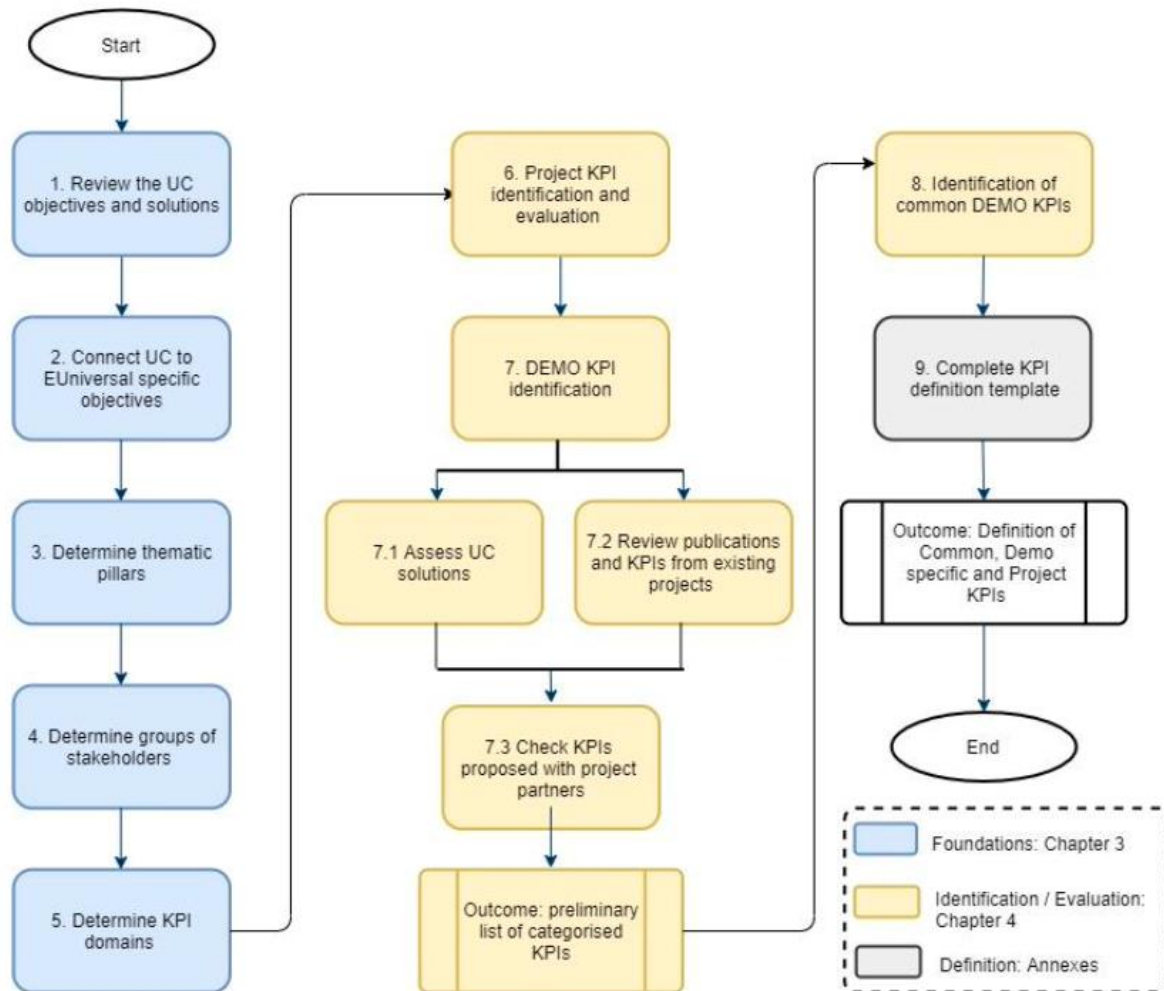 Start
1. Review the UC
objectives and solutions
2. Connect UC to
EUniversal specific
objectives
3. Determine thematic
pillars
4. Determine groups of
stakeholders
5. Determine KPI
domains
6. Project KPI
identification and
evaluation
7. DEMO KPI
identification
7.1 Assess UC
solutions
7.2 Review publications
and KPIs from existing
projects
7.3 Check KPIs
proposed with project
partners
Outcome: preliminary
list of categorised
KPIs
8. Identification of
common DEMO KPIs
9. Complete KPI
definition template
Outcome: Definition of
Common, Demo
specific and Project
KPIs
End
Foundations: Chapter 3
Identification / Evaluation:
Chapter 4
Definition: Annexes